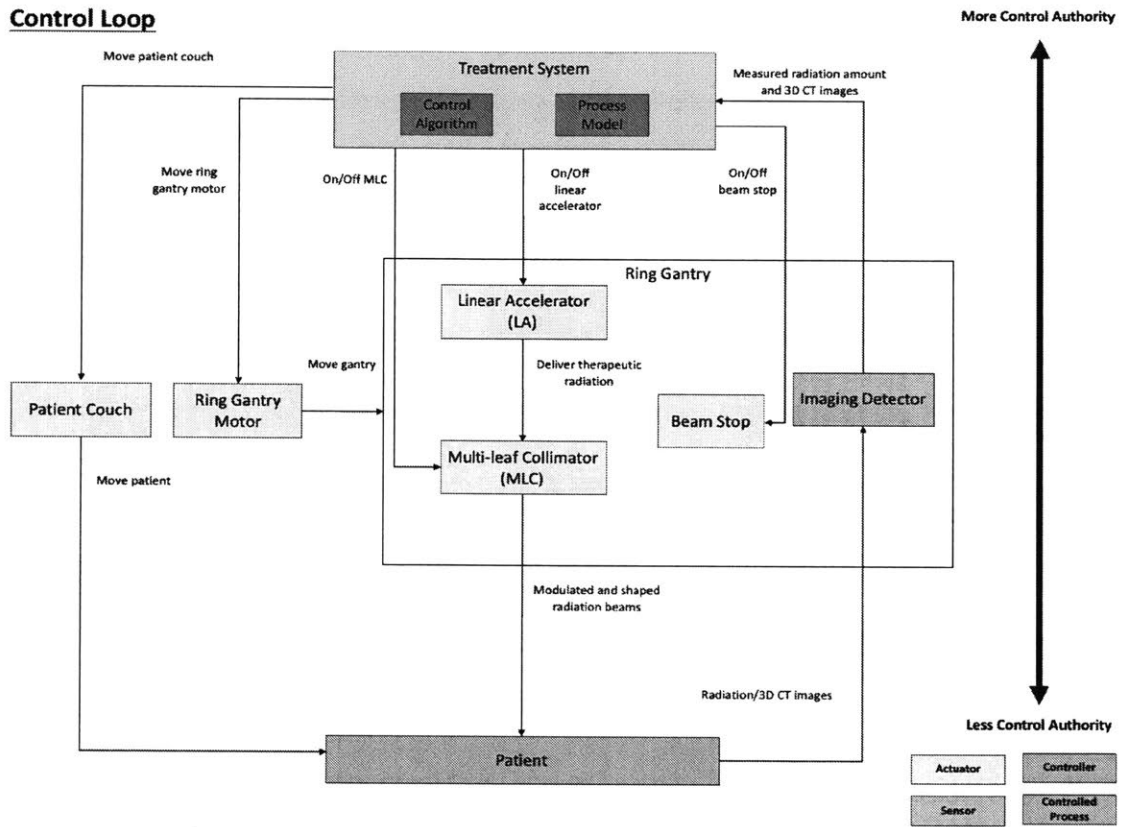 Control Loop
More Control Authority
Move patient couch
Treatment System
Control
Algorithm
Process
Model
Measured radiation amount
and 3D CT images
Move ring
gantry motor
On/Off MLC
On/Off
linear
accelerator
On/Off
beam stop
Ring Gantry
Linear Accelerator
(LA)
Move gantry
Deliver therapeutic
radiation
Patient Couch
Ring Gantry
Motor
Beam Stop
Imaging Detector
Multi-leaf Collimator
(MLC)
Move patient
Modulated and shaped
radiation beams
Radiation/3D CT images
Less Control Authority
Patient
Actuator
Controller
Sensor
Controlled
Process